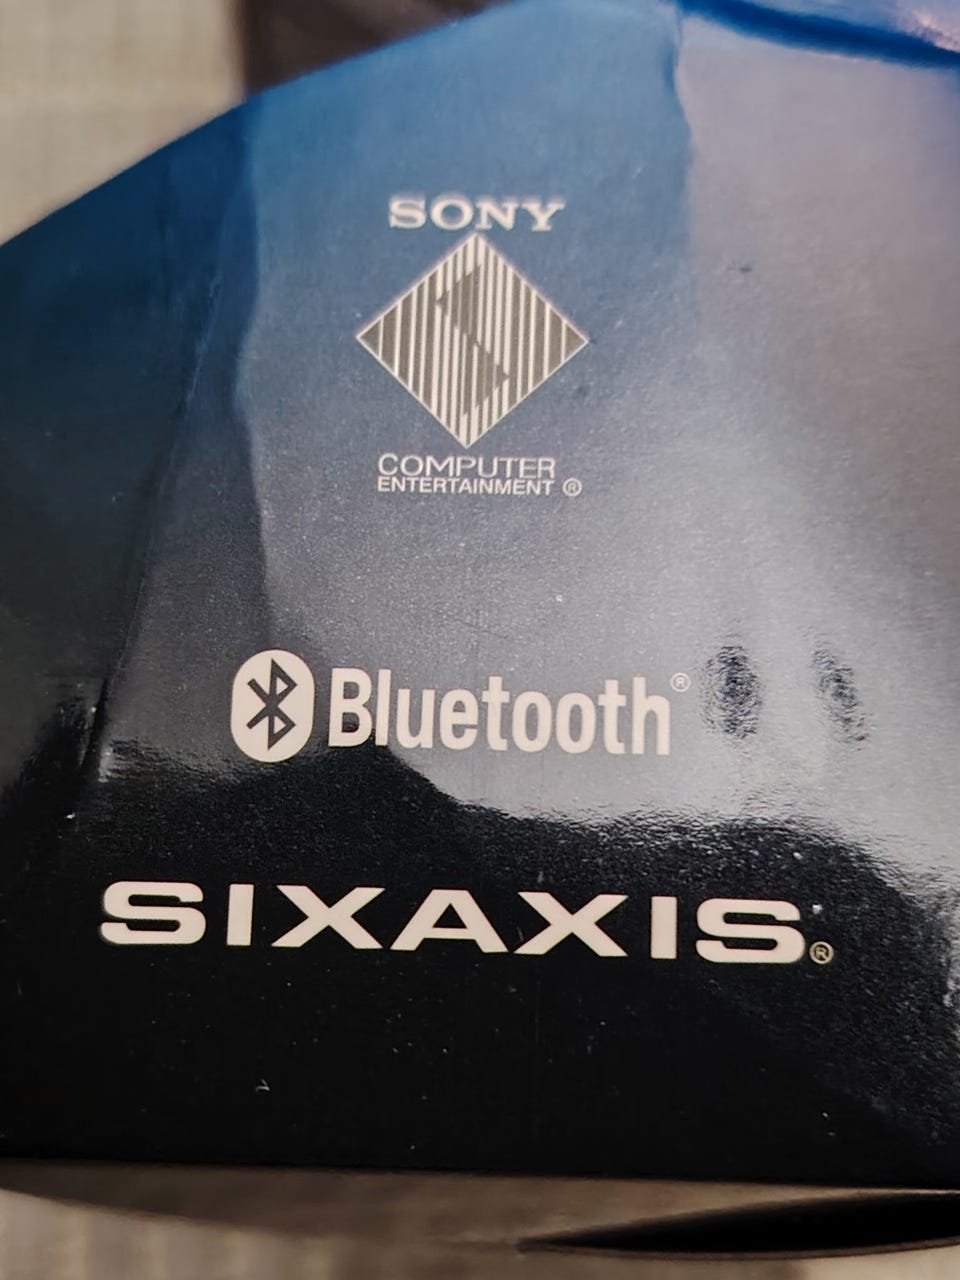 SONY
COMPUTER
ENTERTAINMENT ®
Bluetooth®
SIXAXIS®